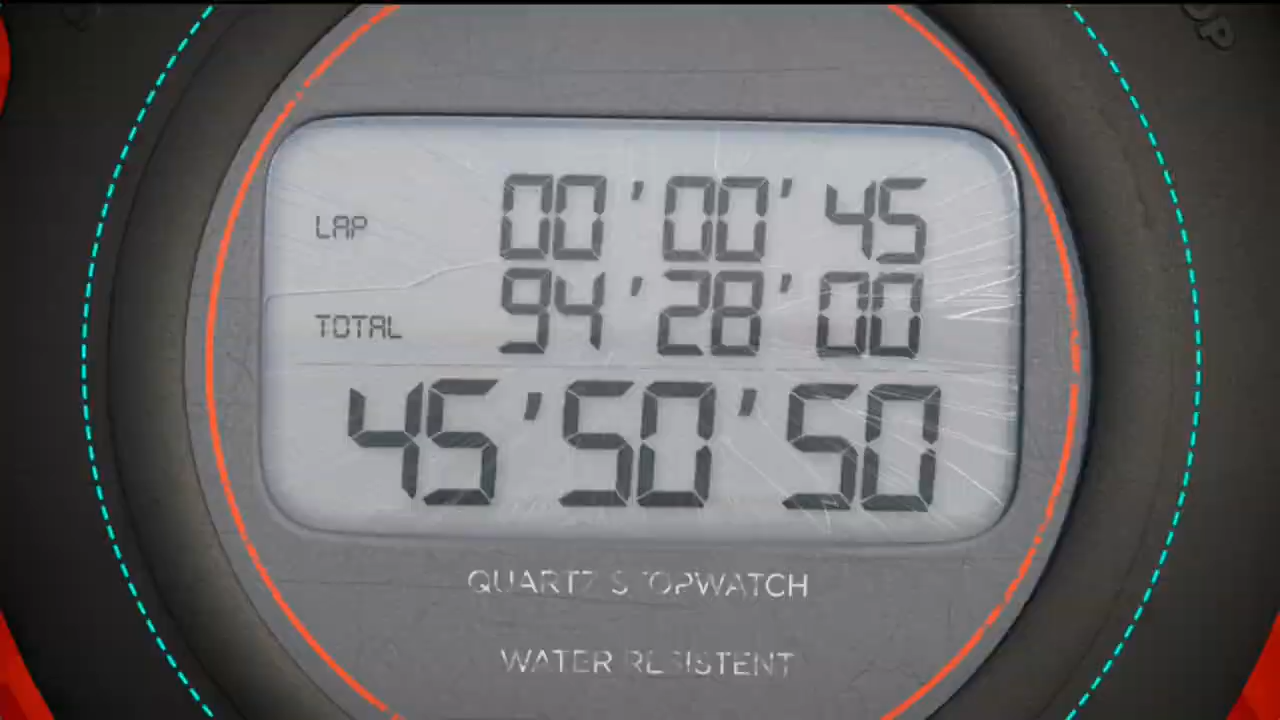 LAP 00'00'45
TOTAL 94'28'00
45'50'50
QUARTZ STOPWATCH
WATER RESISTENT